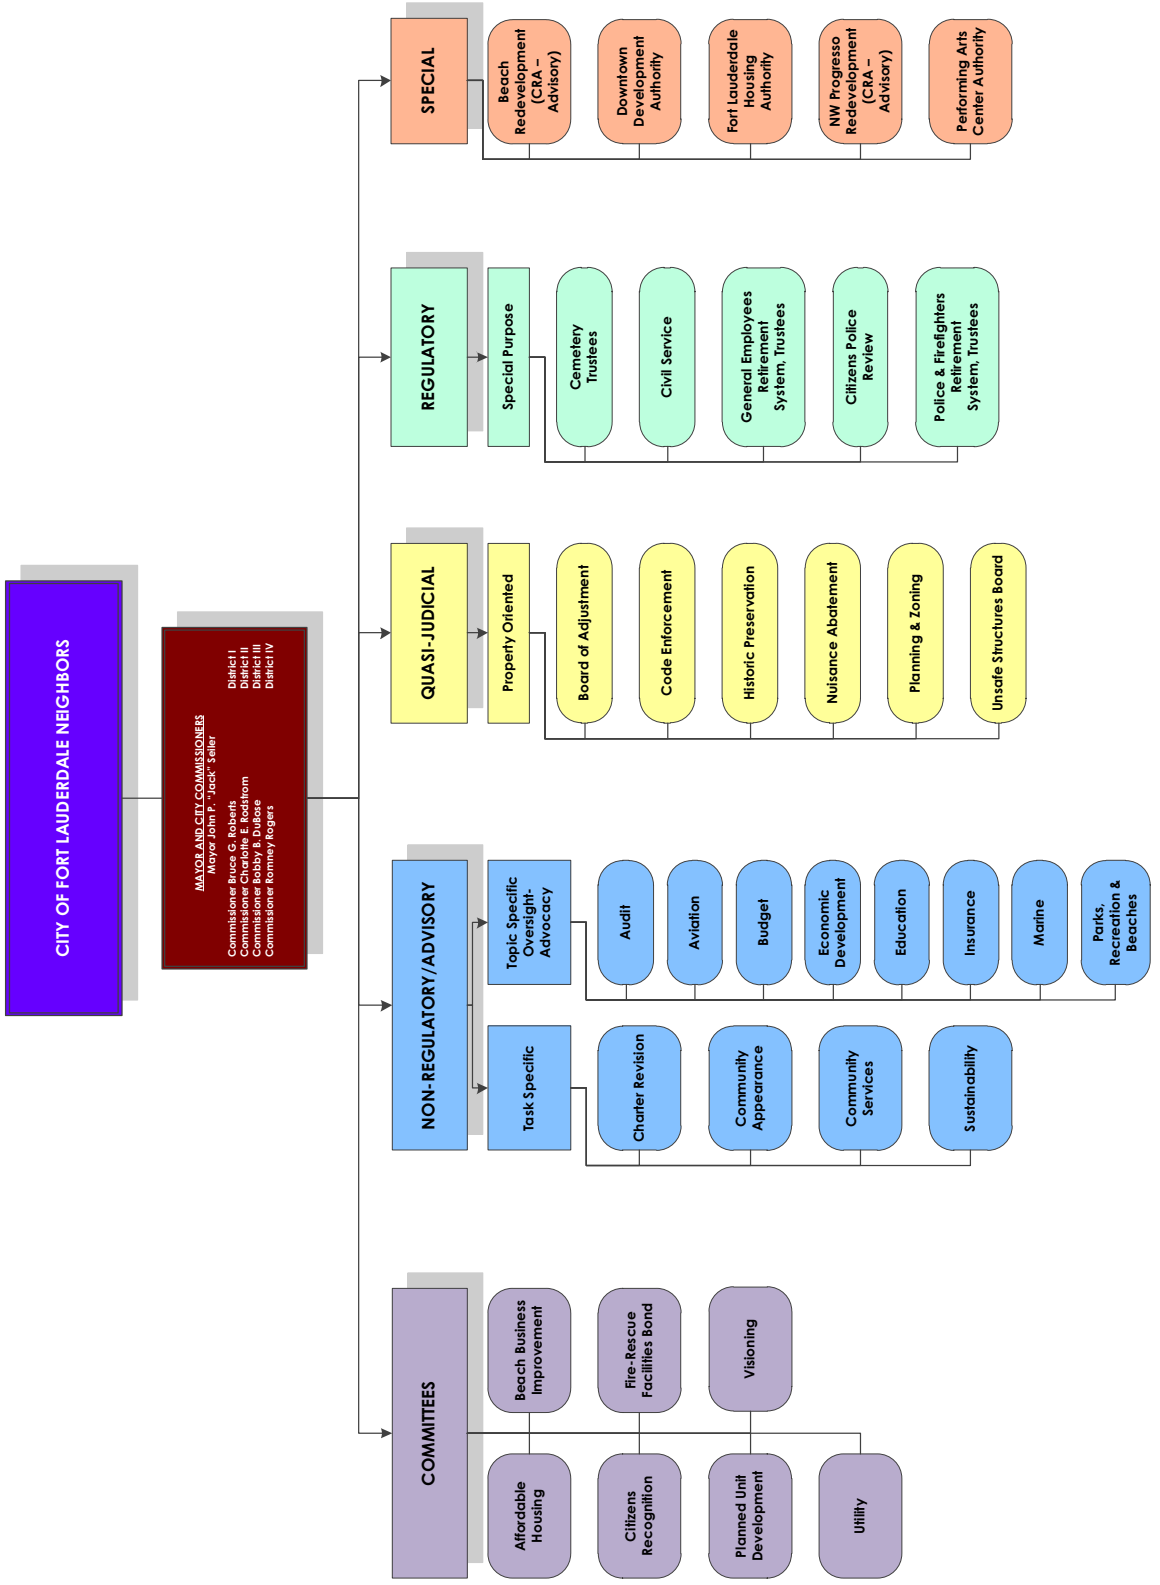 CITY OF FORT LAUDERDALE NEIGHBORS
MAYOR AND CITY COMMISSIONERS
Mayor John P. "Jack" Seiler
Commissioner Bruce G. Roberts District I
Commissioner Charlotte E. Rodstrom District II
Commissioner Bobby B. DuBose District III
Commissioner Romney Rogers District IV
COMMITTEES
Affordable
Housing
Beach Business
Improvement
Citizens
Recognition
Fire-Rescue
Facilities Bond
Planned Unit
Development
Visioning
Utility
NON-REGULATORY/ADVISORY
Task Specific
Charter Revision
Community
Appearance
Community
Services
Sustainability
Topic Specific
Oversight-
Advocacy
Audit
Aviation
Budget
Economic
Development
Education
Insurance
Marine
Parks,
Recreation &
Beaches
QUASI-JUDICIAL
Property Oriented
Board of Adjustment
Code Enforcement
Historic Preservation
Nuisance Abatement
Planning & Zoning
Unsafe Structures Board
REGULATORY
Special Purpose
Cemetery
Trustees
Civil Service
General Employees
Retirement
System, Trustees
Citizens Police
Review
Police & Firefighters
Retirement
System, Trustees
SPECIAL
Beach
Redevelopment
(CRA –
Advisory)
Downtown
Development
Authority
Fort Lauderdale
Housing
Authority
NW Progresso
Redevelopment
(CRA –
Advisory)
Performing Arts
Center Authority